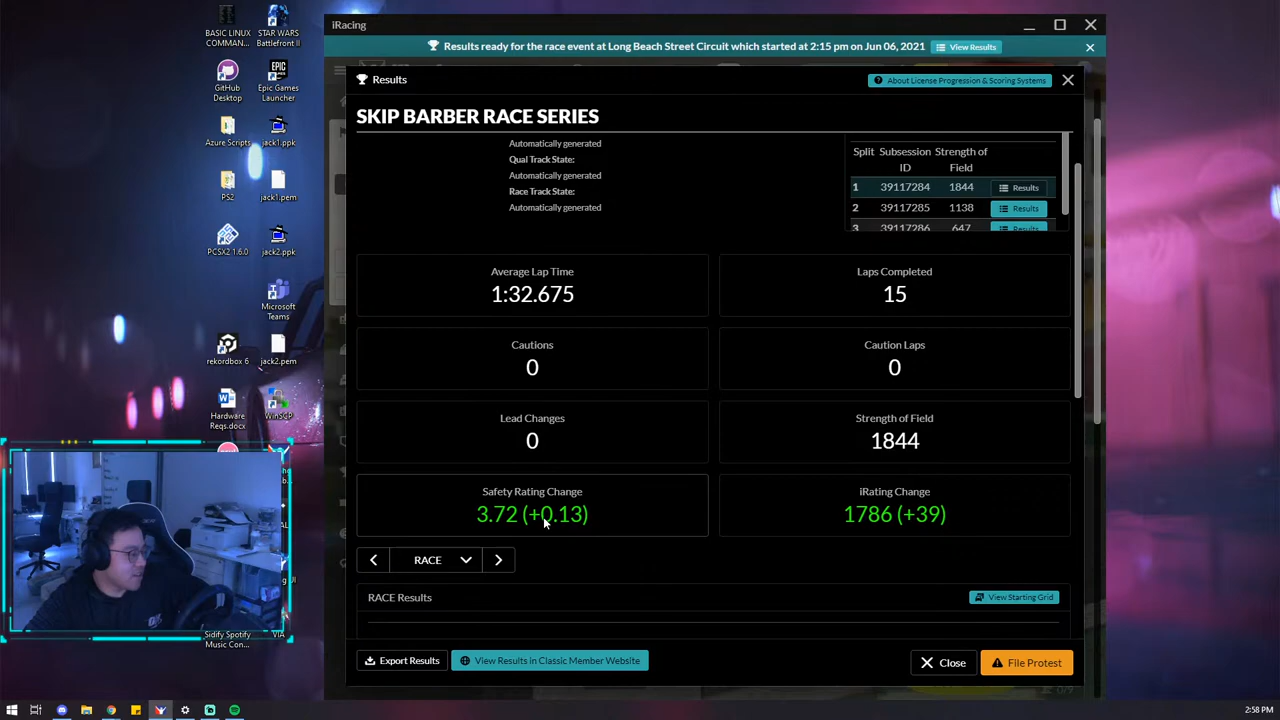 BASIC LINUX
COMMAN...
STAR WARS
Battlefront II
GitHub
Desktop
Epic Games
Launcher
Azure Scripts
jack1.ppk
PS2
jack1.pem
PCSX2 1.6.0
jack2.ppk
Microsoft
Teams
rekordbox 6
jack2.pem
Hardware
Reqs.docx
WinSCP
Sidify Spotify
Music Con...
VIA
iRacing
Results ready for the race event at Long Beach Street Circuit which started at 2:15 pm on Jun 06, 2021
View Results
Results
About License Progression & Scoring Systems
SKIP BARBER RACE SERIES
Automatically generated
Qual Track State:
Automatically generated
Race Track State:
Automatically generated
Split Subsession ID Strength of Field
1 39117284 1844 Results
2 39117285 1138 Results
3 39117286 647 Results
Average Lap Time
1:32.675
Laps Completed
15
Cautions
0
Caution Laps
0
Lead Changes
0
Strength of Field
1844
Safety Rating Change
3.72 (+0.13)
iRating Change
1786 (+39)
RACE
RACE Results
View Starting Grid
Export Results
View Results in Classic Member Website
Close
File Protest
2:58 PM